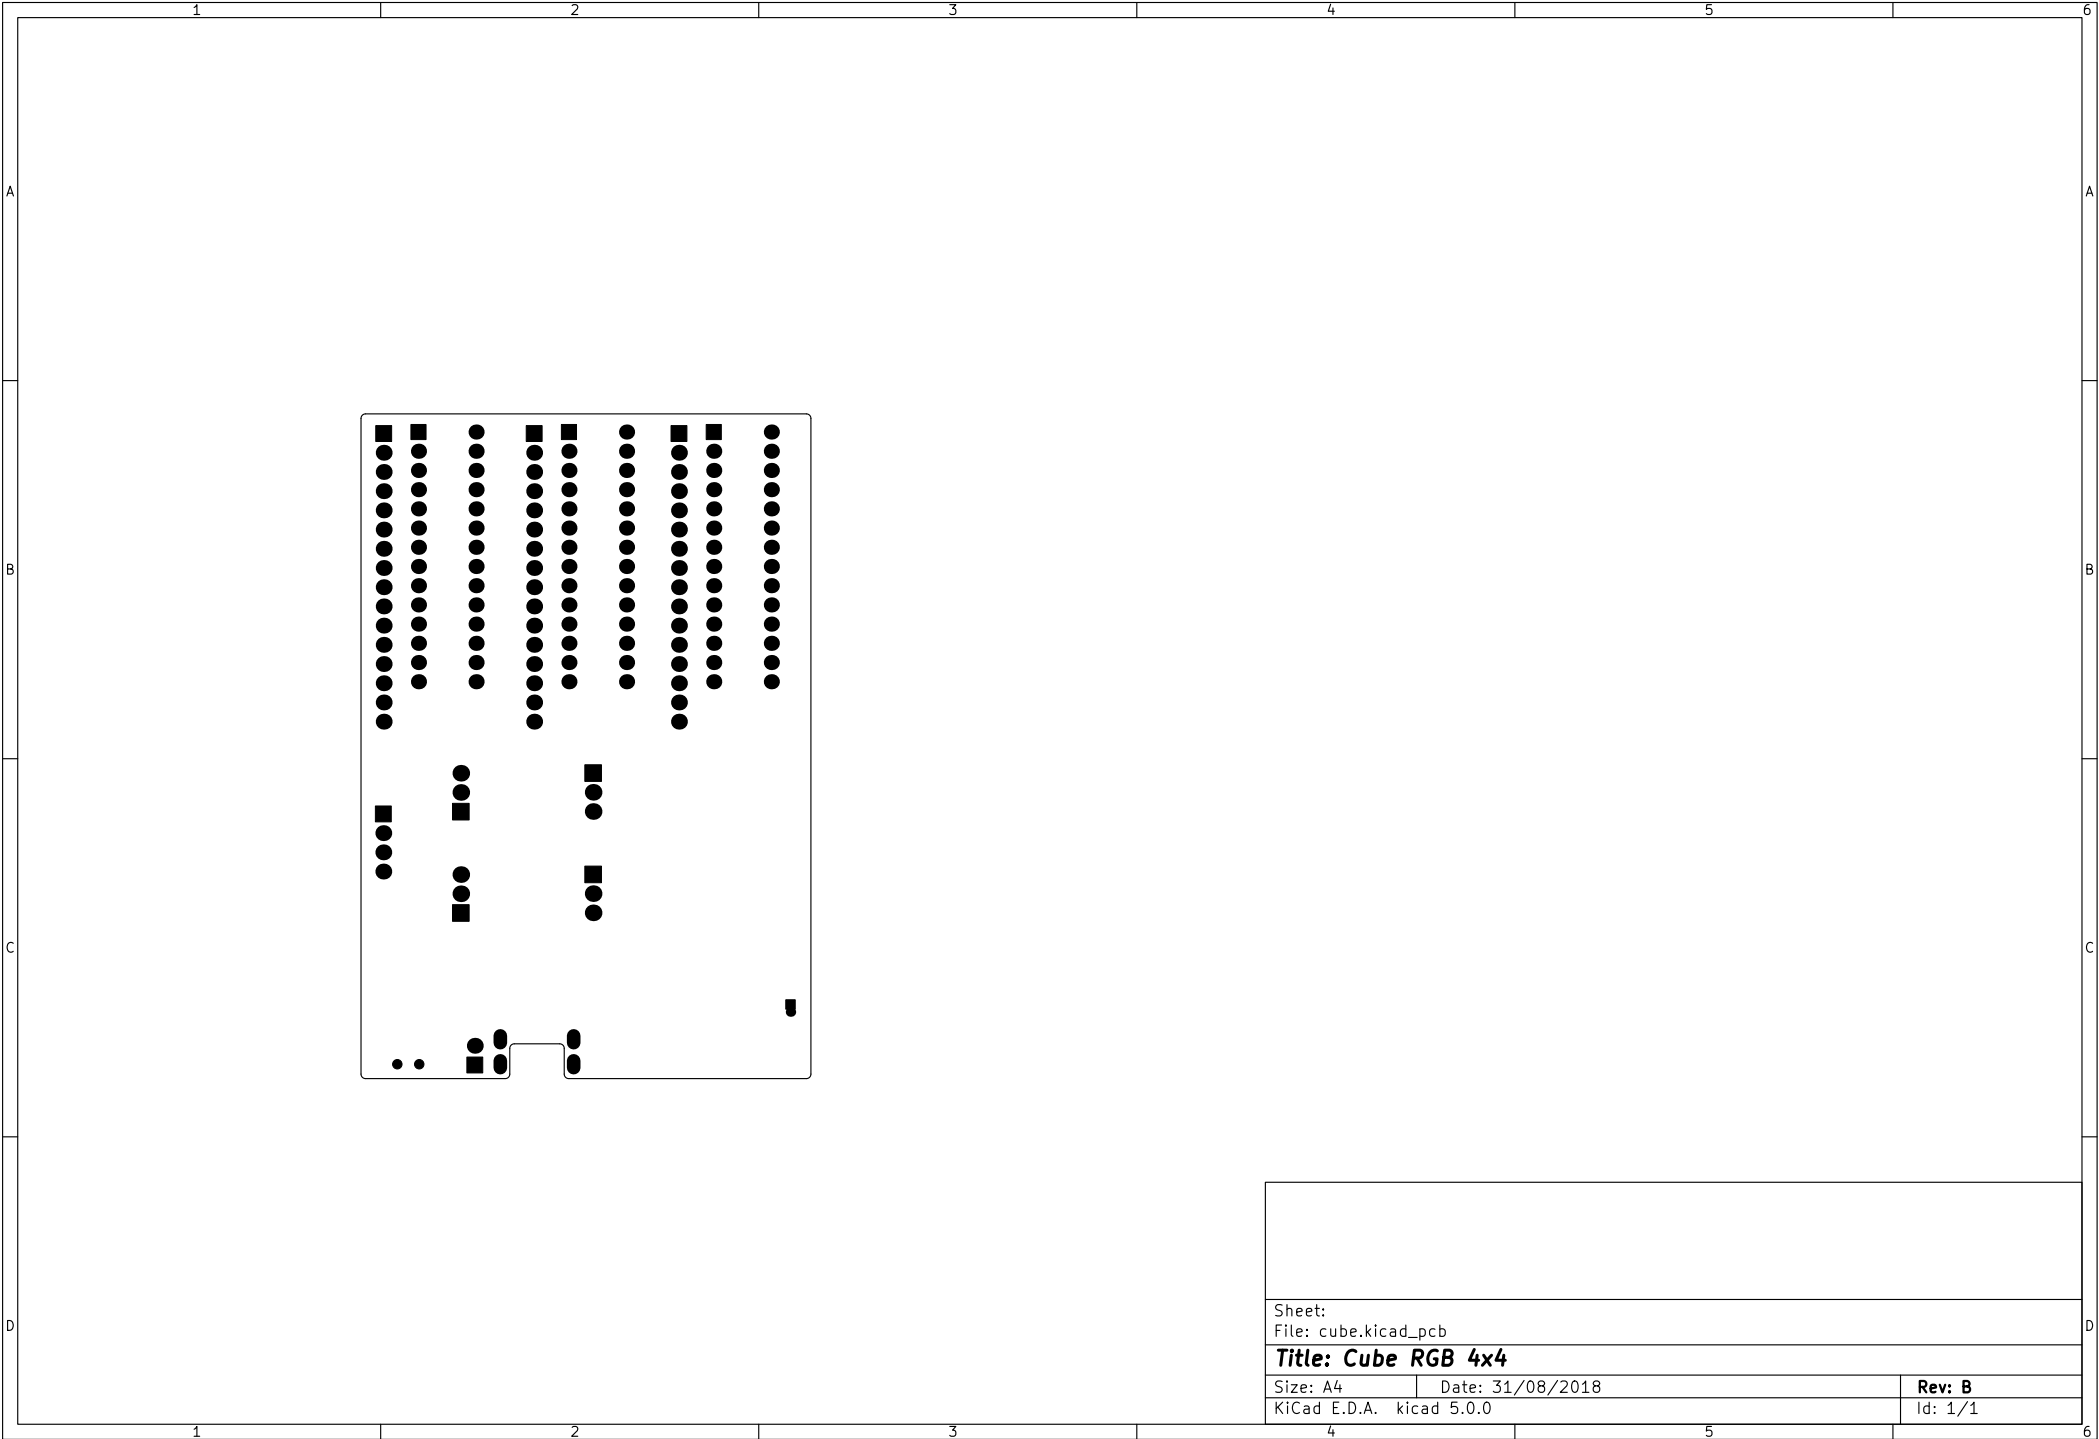 1 2 3 4 5 6
A A
B B
C C
D D
Sheet:
File: cube.kicad_pcb
Title: Cube RGB 4x4
Size: A4 Date: 31/08/2018 Rev: B
KiCad E.D.A. kicad 5.0.0 Id: 1/1
1 2 3 4 5 6